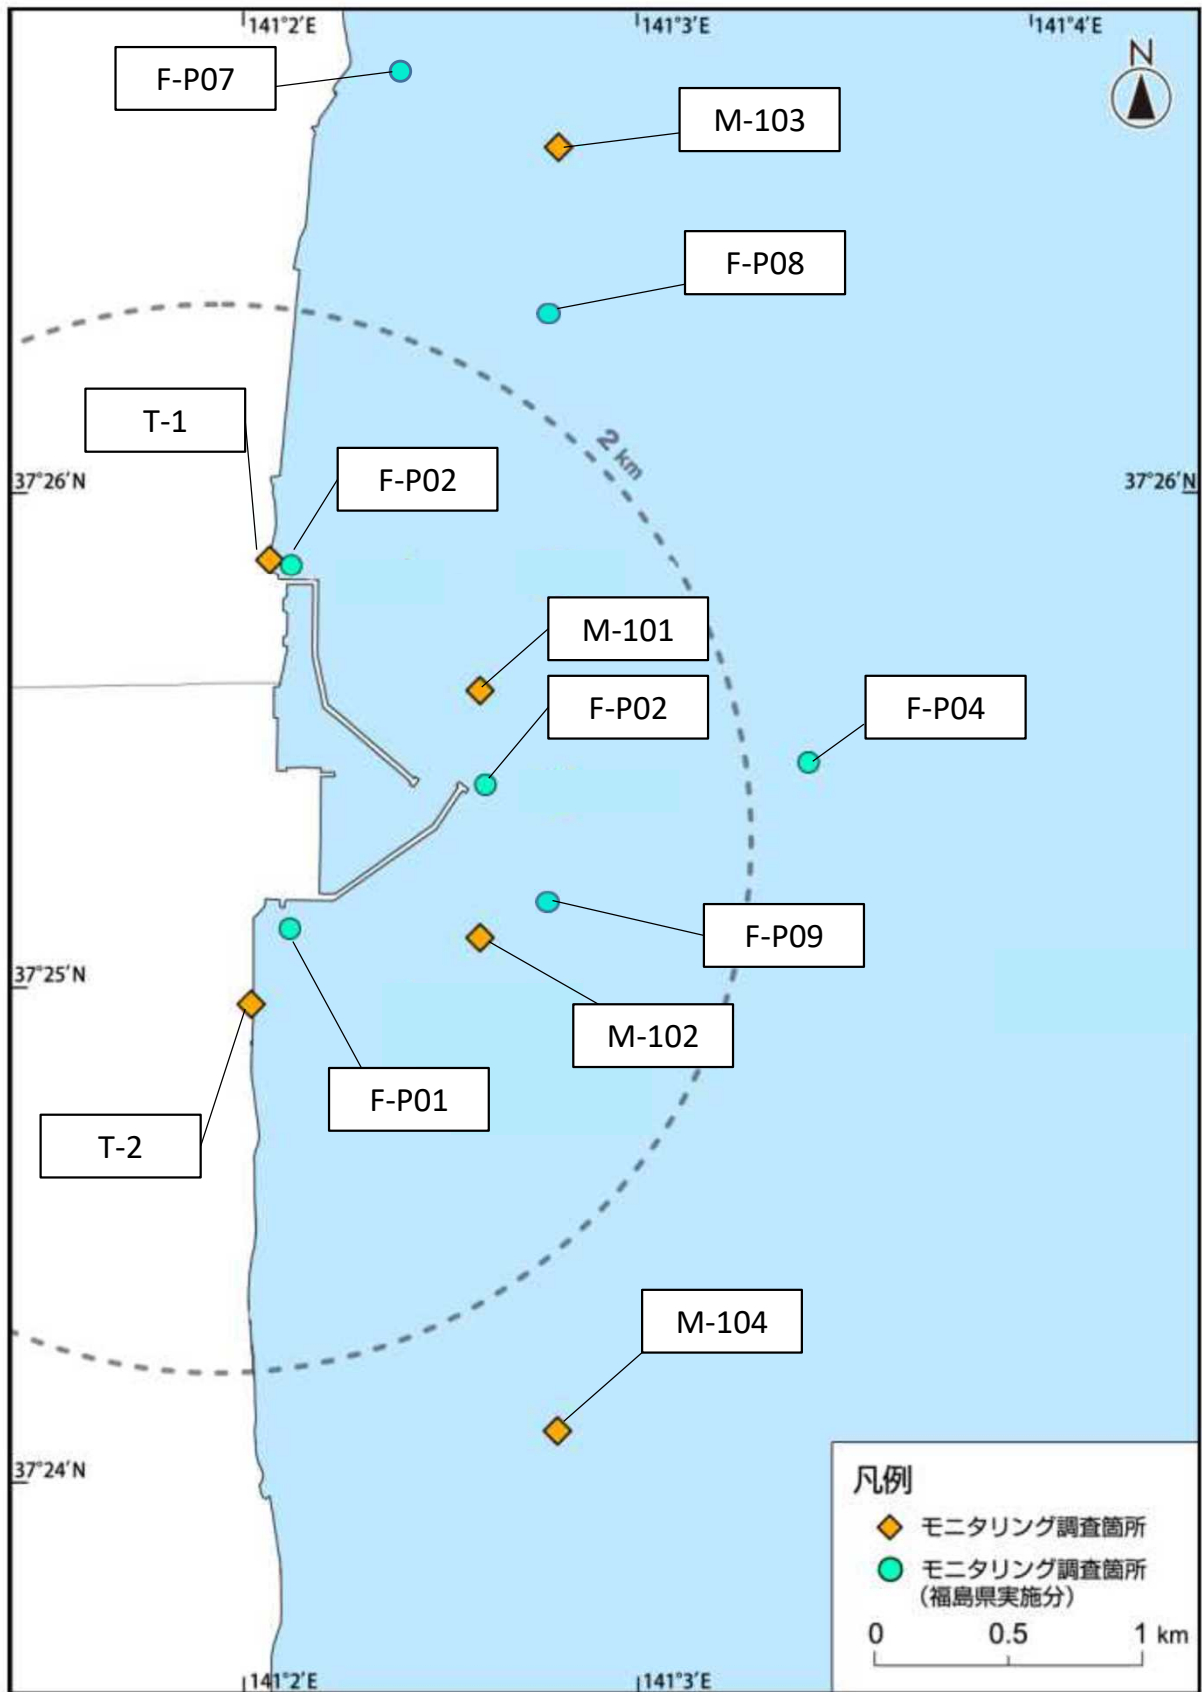 141°2′E
141°3′E
141°4′E
N
F-P07
M-103
F-P08
T-1
2 km
F-P02
37°26′N
37°26′N
M-101
F-P02
F-P04
F-P09
37°25′N
M-102
F-P01
T-2
M-104
37°24′N
凡例
モニタリング調査箇所
モニタリング調査箇所
(福島県実施分)
0 0.5 1 km
141°2′E
141°3′E